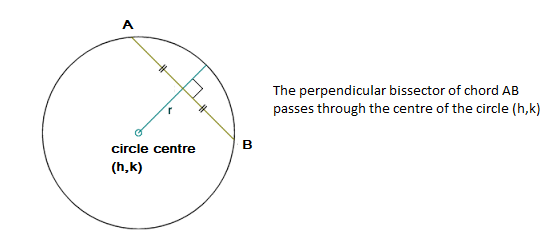 A
The perpendicular bissector of chord AB
passes through the centre of the circle (h,k)
r
circle centre
(h,k)
B